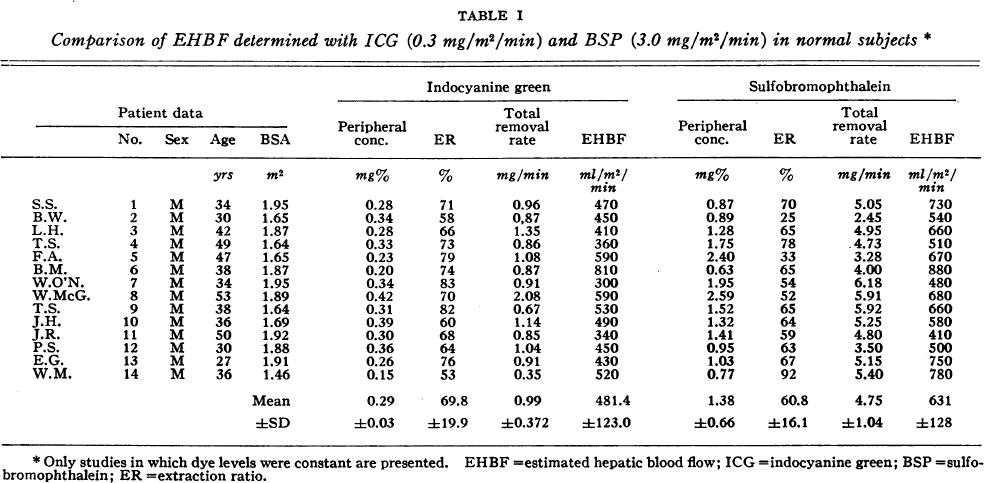 TABLE I
Comparison of EHBF determined with ICG (0.3 mg/m²/min) and BSP (3.0 mg/m²/min) in normal subjects *
Indocyanine green Sulfobromophthalein
Patient data Total Total
Peripheral removal Peripheral removal
No. Sex Age BSA conc. ER rate EHBF conc. ER rate EHBF
yrs m² mg% % mg/min ml/m²/ mg% % mg/min ml/m²/
min min
S.S. 1 M 34 1.95 0.28 71 0.96 470 0.87 70 5.05 730
B.W. 2 M 30 1.65 0.34 58 0,87 450 0.89 25 2.45 540
L.H. 3 M 42 1.87 0.28 66 1.35 410 1.28 65 4.95 660
T.S. 4 M 49 1.64 0.33 73 0.86 360 1.75 78 4.73 510
F.A. 5 M 47 1.65 0.23 79 1.08 590 2.40 33 3.28 670
B.M. 6 M 38 1.87 0.20 74 0.87 810 0.63 65 4.00 880
W.O'N. 7 M 34 1.95 0.34 83 0.91 300 1.95 54 6.18 480
W.McG. 8 M 53 1.89 0.42 70 2.08 590 2.59 52 5.91 680
T.S. 9 M 38 1.64 0.31 82 0.67 530 1.52 65 5.92 660
J.H. 10 M 36 1.69 0.39 60 1.14 490 1.32 64 5.25 580
J.R. 11 M 50 1.92 0.30 68 0.85 340 1.41 59 4.80 410
P.S. 12 M 30 1.88 0.36 64 1.04 450 0.95 63 3.50 500
E.G. 13 M 27 1.91 0.26 76 0.91 430 1.03 67 5.15 750
W.M. 14 M 36 1.46 0.15 53 0.35 520 0.77 92 5.40 780
Mean 0.29 69.8 0.99 481.4 1.38 60.8 4.75 631
±SD ±0.03 ±19.9 ±0.372 ±123.0 ±0.66 ±16.1 ±1.04 ±128
* Only studies in which dye levels were constant are presented. EHBF=estimated hepatic blood flow; ICG=indocyanine green; BSP=sulfo-
bromophthalein; ER=extraction ratio.